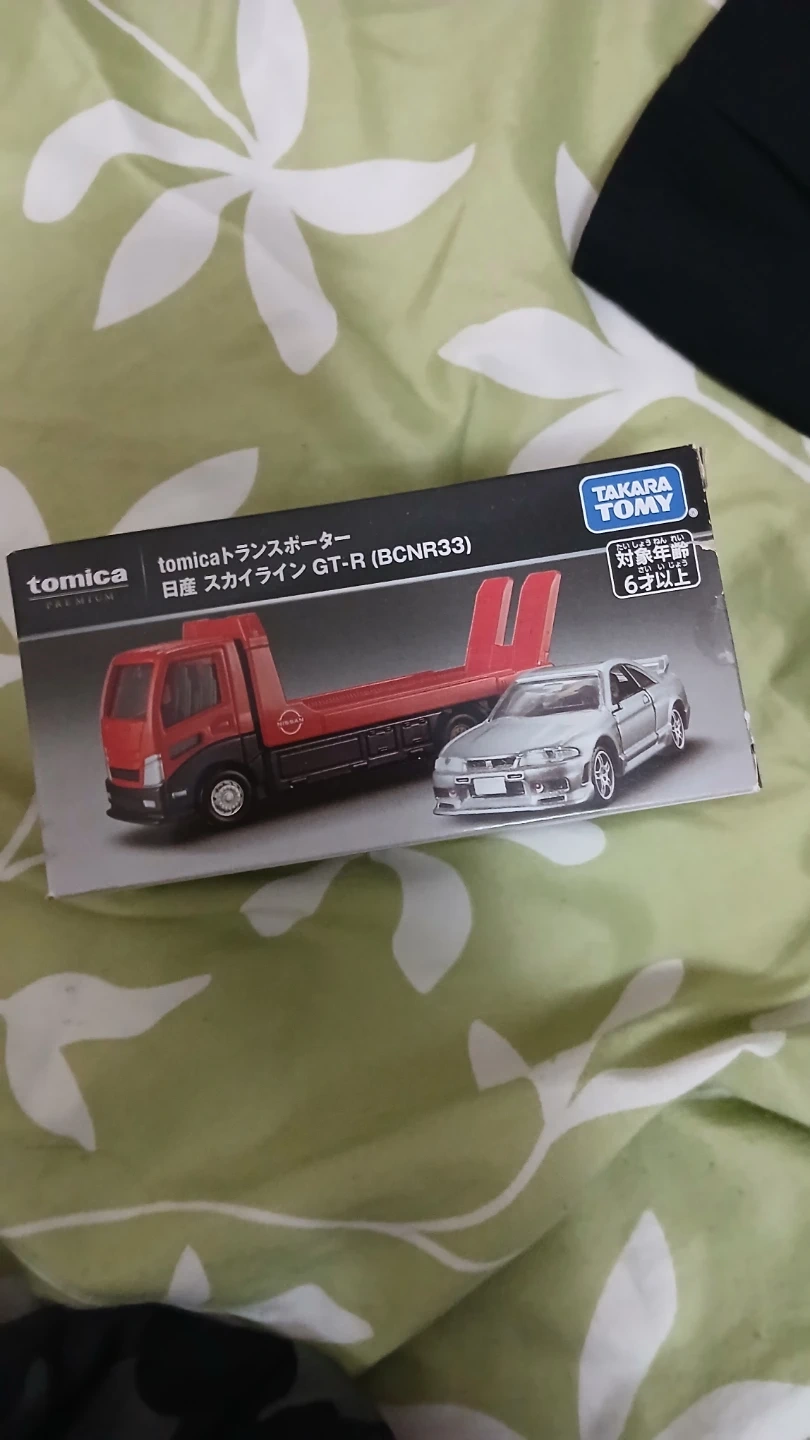 tomica
PREMIUM
tomicaトランスポーター
日産 スカイライン GT-R (BCNR33)
TAKARA
TOMY®
たいしょうねんれい
対象年齢
さいいじょう
6才以上
NISSAN